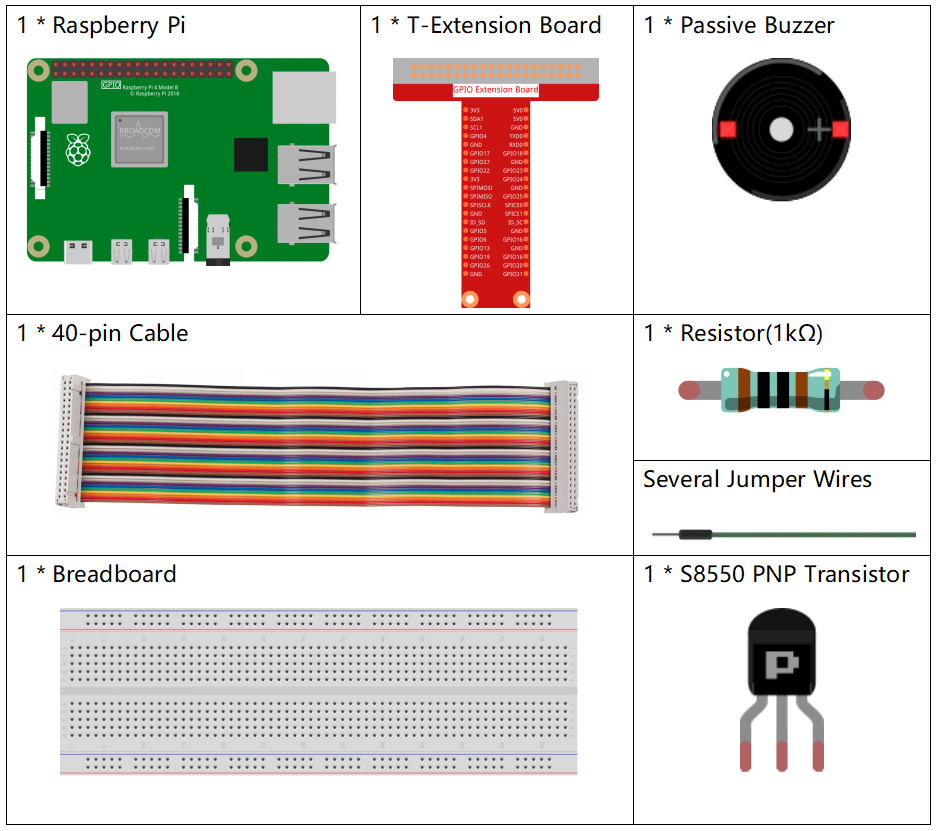 1 * Raspberry Pi
1 * T-Extension Board
1 * Passive Buzzer
GPIO
Raspberry Pi 4 Model B
© Raspberry Pi 2018
BROADCOM
GPIO Extension Board
3V3 5V0
SDA1 5V0
SCL1 GND
GPIO4 TXD0
GND RXD0
GPIO17 GPIO18
GPIO27 GND
GPIO22 GPIO23
3V3 GPIO24
SPIMOSI GND
SPIMISO GPIO25
SPISCLK SPICE0
GND SPICE1
ID_SD ID_SC
GPIO5 GND
GPIO6 GPIO16
GPIO13 GND
GPIO19 GPIO16
GPIO26 GPIO20
GND GPIO21
+
1 * 40-pin Cable
1 * Resistor(1kΩ)
Several Jumper Wires
1 * Breadboard
1 * S8550 PNP Transistor
P